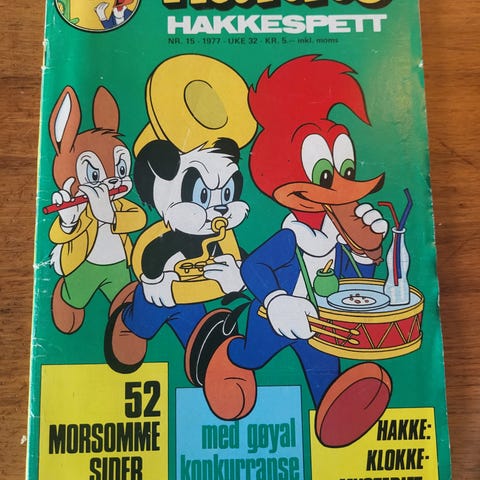 HAKKESPETT
NR. 15 - 1977 - UKE 32 - KR. 5.- inkl. moms
52
MORSOMME
SIDER
med gøyal
konkurranse
HAKKE:
KLOKKE-